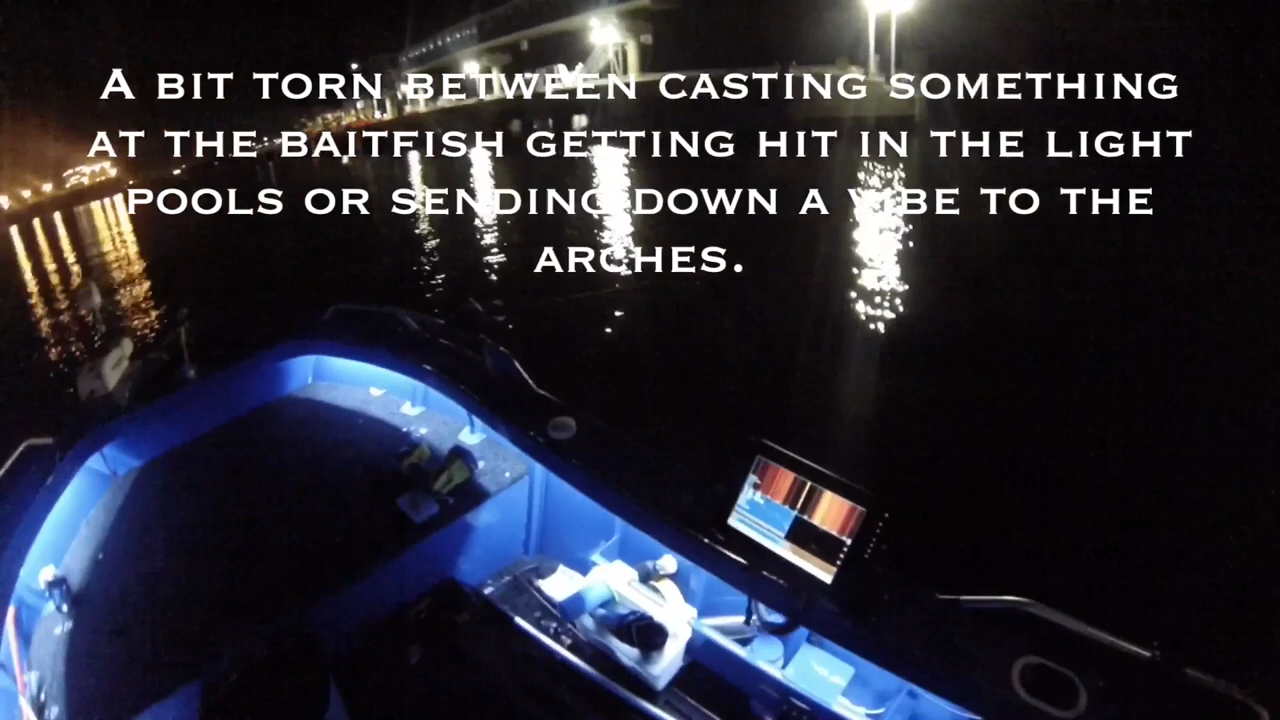 A BIT TORN BETWEEN CASTING SOMETHING
AT THE BAITFISH GETTING HIT IN THE LIGHT
POOLS OR SENDING DOWN A VIBE TO THE
ARCHES.